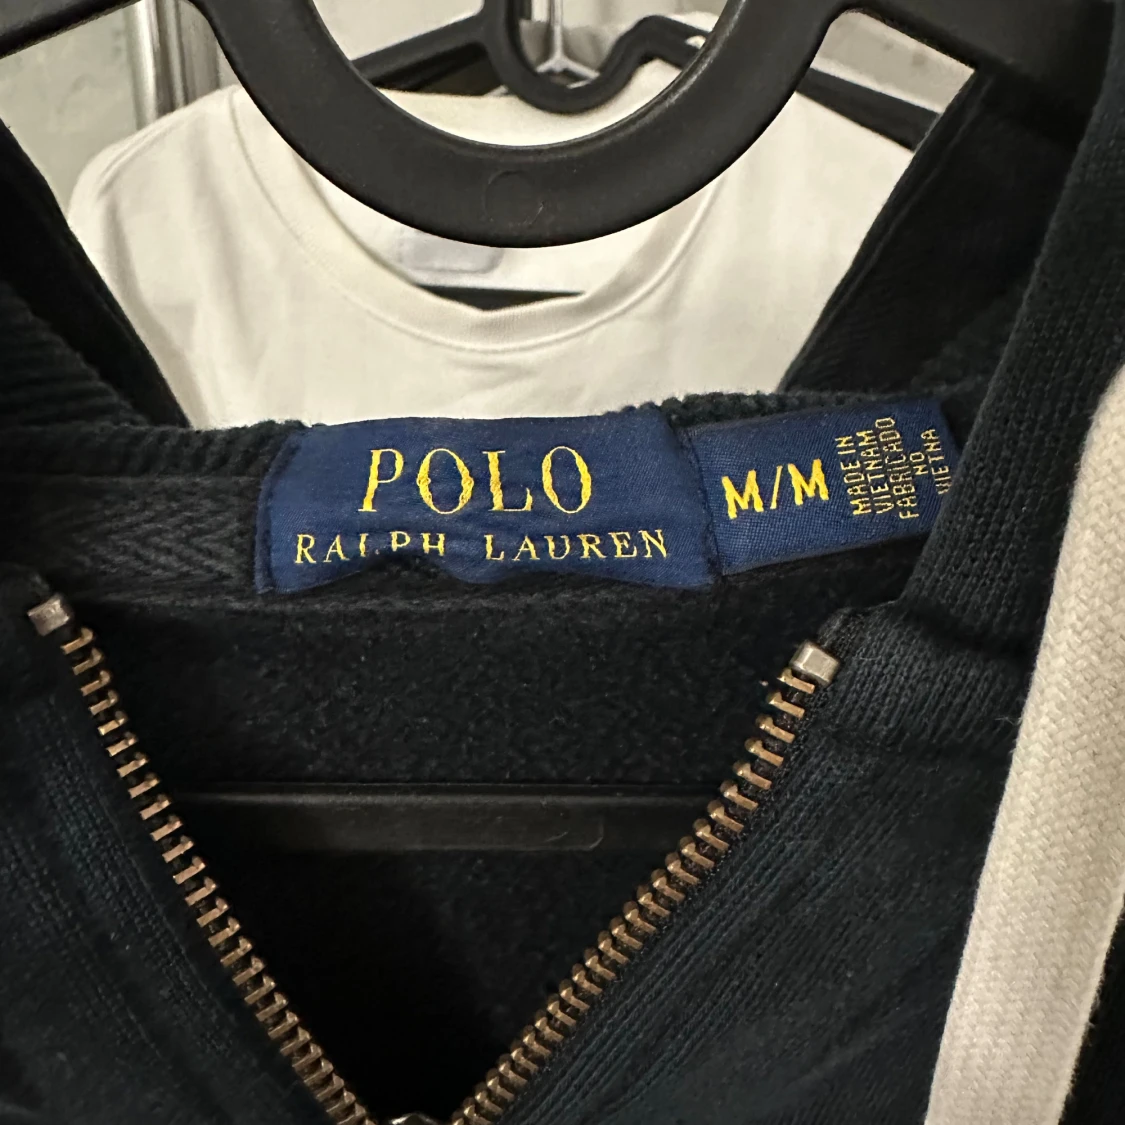 POLO
RALPH LAUREN
M/M
MADE IN
VIETNAM
FABRICADO
NO
VIETNA